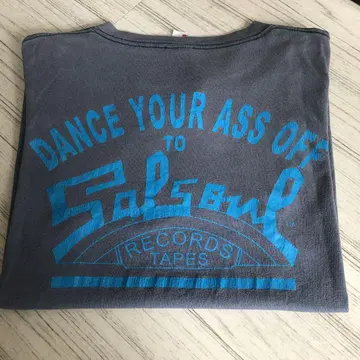 DANCE YOUR ASS OFF
TO
Salsoul
RECORDS
TAPES